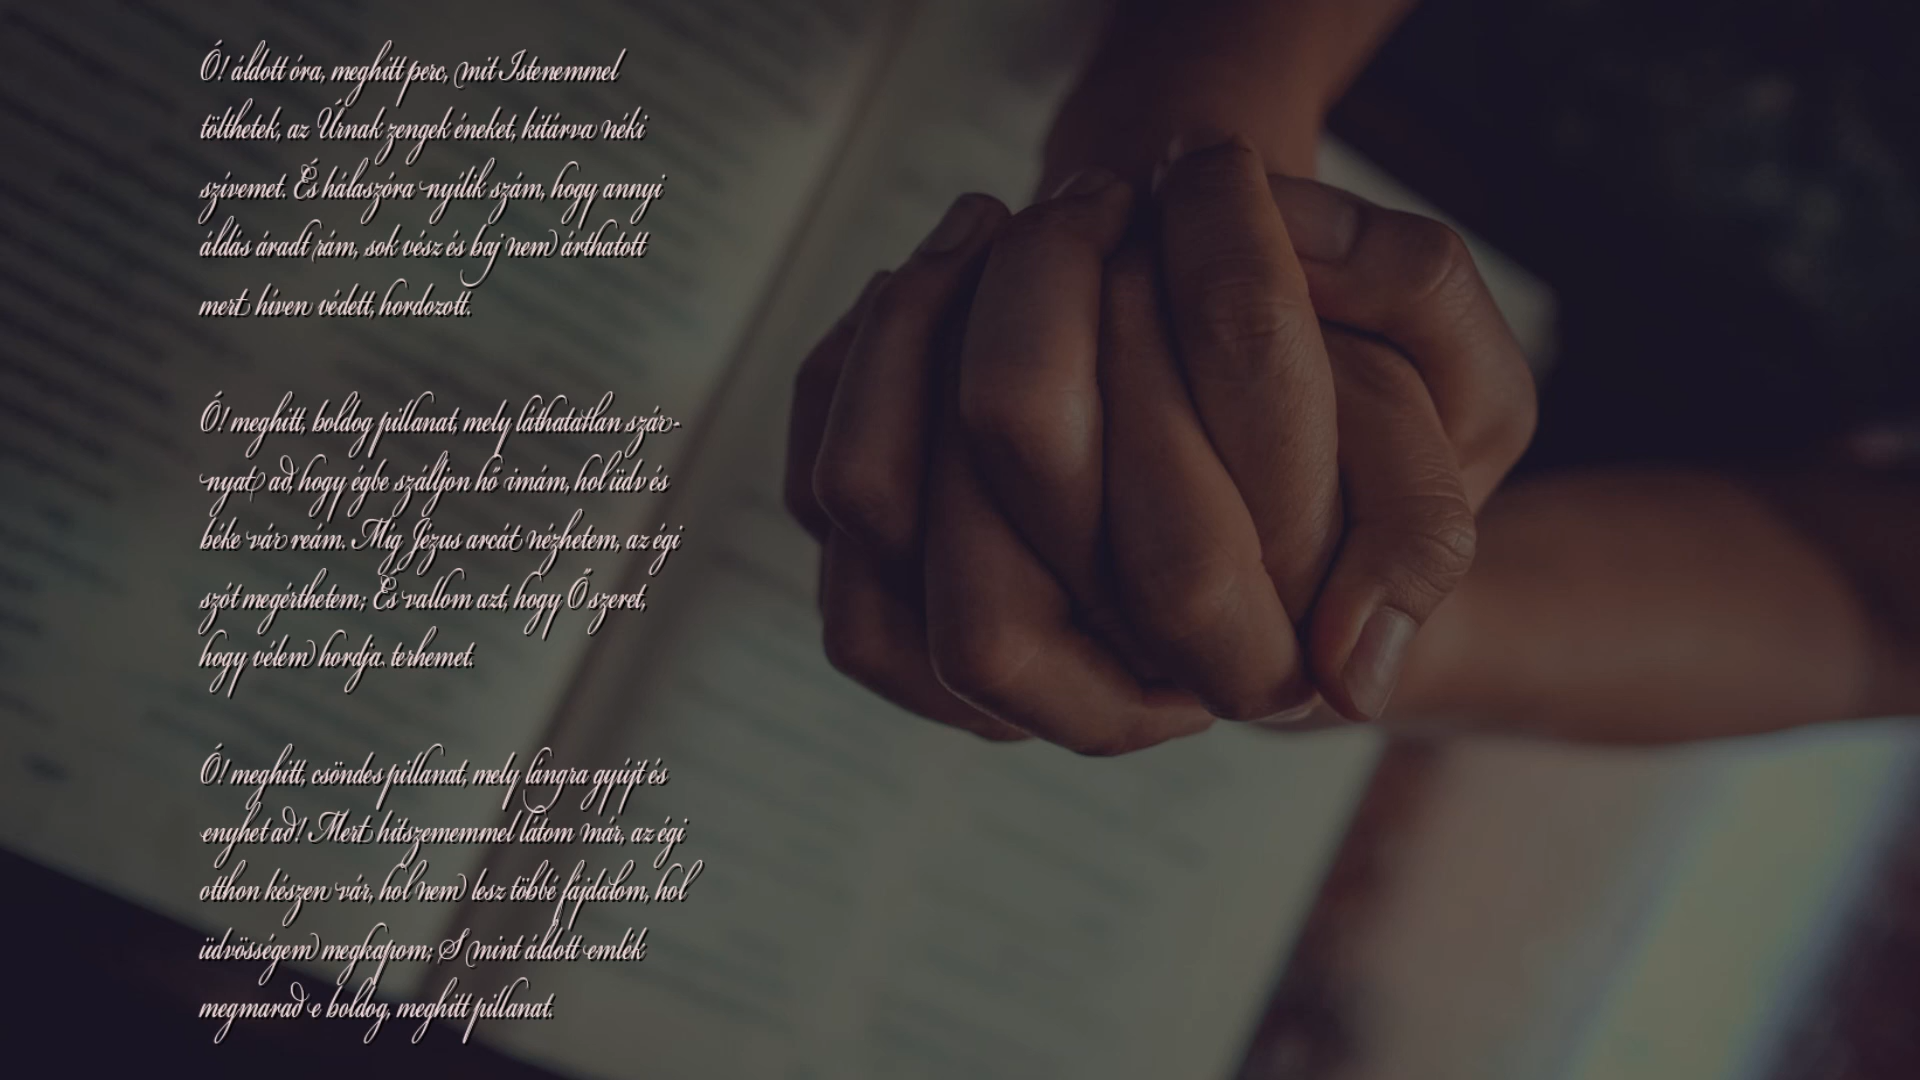 Ó! áldott óra, meghitt perc, mit Istenemmel
tölthetek, az Úrnak zengek éneket, kitárva néki
szívemet. És hálaszóra nyílik szám, hogy annyi
áldás áradt rám, sok vész és baj nem árthatott
mert híven védett, hordozott.
Ó! meghitt, boldog pillanat, mely láthatatlan szár-
nyat ad, hogy égbe szálljon hő imám, hol üdv és
béke vár reám. Míg Jézus arcát nézhetem, az égi
szót megérthetem; És vallom azt, hogy Ő szeret,
hogy vélem hordja terhemet.
Ó! meghitt, csöndes pillanat, mely lángra gyújt és
enyhet ad! Mert hitszememmel látom már, az égi
otthon készen vár, hol nem lesz többé fájdalom, hol
üdvösségem megkapom; S mint áldott emlék
megmarad e boldog, meghitt pillanat.